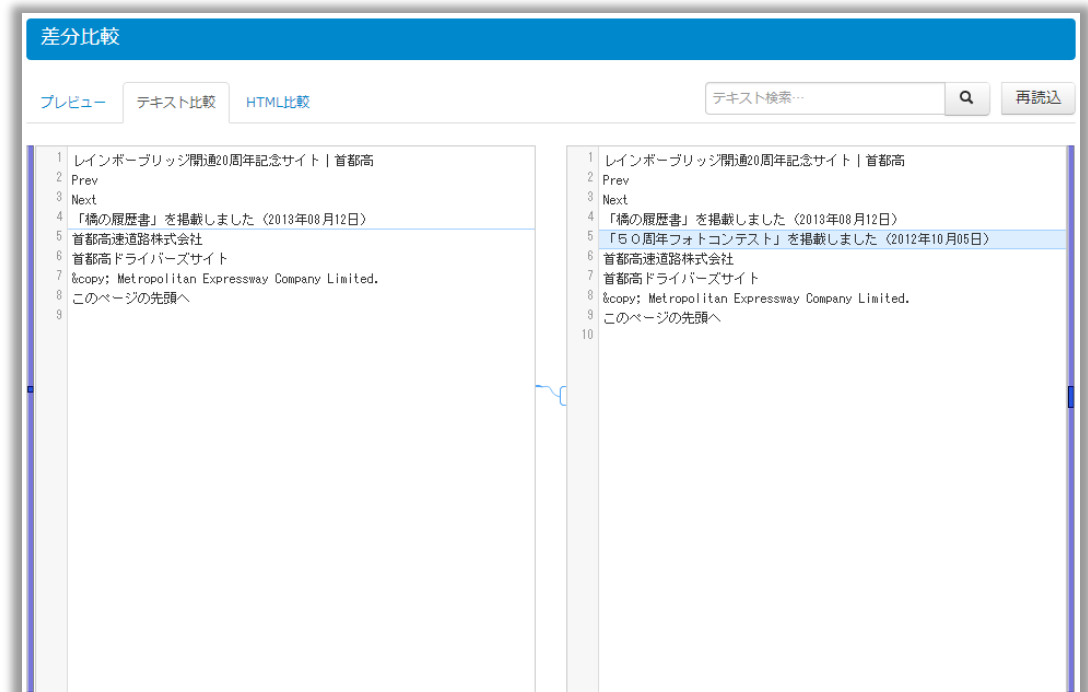 差分比較
プレビュー テキスト比較 HTML比較 テキスト検索… 再読込
1 レインボーブリッジ開通20周年記念サイト | 首都高
2 Prev
3 Next
4 「橋の履歴書」を掲載しました（2013年08月12日）
5 首都高速道路株式会社
6 首都高ドライバーズサイト
7 &copy; Metropolitan Expressway Company Limited.
8 このページの先頭へ
9
1 レインボーブリッジ開通20周年記念サイト | 首都高
2 Prev
3 Next
4 「橋の履歴書」を掲載しました（2013年08月12日）
5 「５０周年フォトコンテスト」を掲載しました（2012年10月05日）
6 首都高速道路株式会社
7 首都高ドライバーズサイト
8 &copy; Metropolitan Expressway Company Limited.
9 このページの先頭へ
10